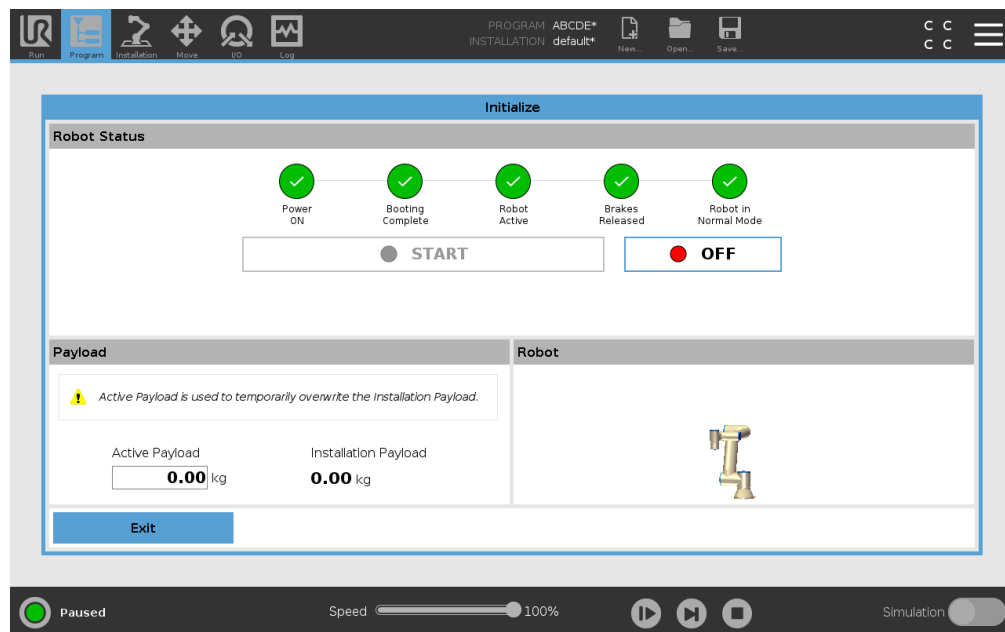 PROGRAM ABCDE*
INSTALLATION default*
UR
C C
C C
Run Program Installation Move I/O Log New... Open... Save...
Initialize
Robot Status
Power ON
Booting Complete
Robot Active
Brakes Released
Robot in Normal Mode
START
OFF
Payload
Robot
Active Payload is used to temporarily overwrite the Installation Payload.
Active Payload
Installation Payload
0.00 kg
0.00 kg
Exit
Paused
Speed
100%
Simulation